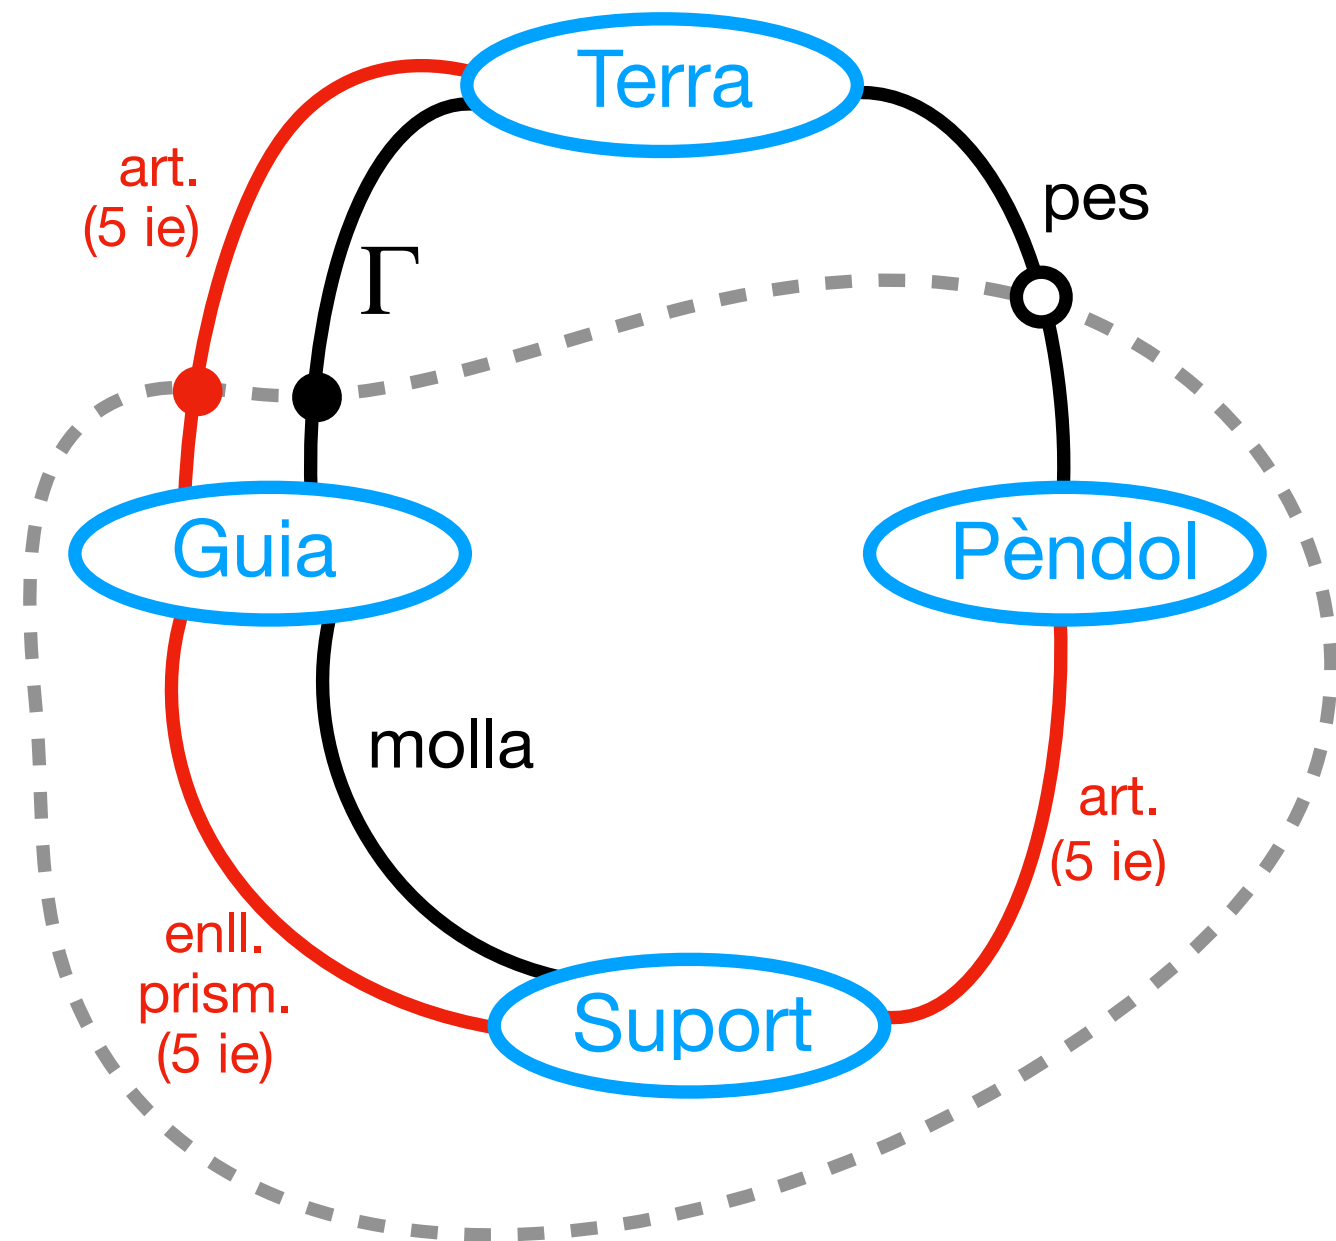 Terra
art.
(5 ie)
pes
Γ
Guia
Pèndol
molla
art.
(5 ie)
enll.
prism.
(5 ie)
Suport